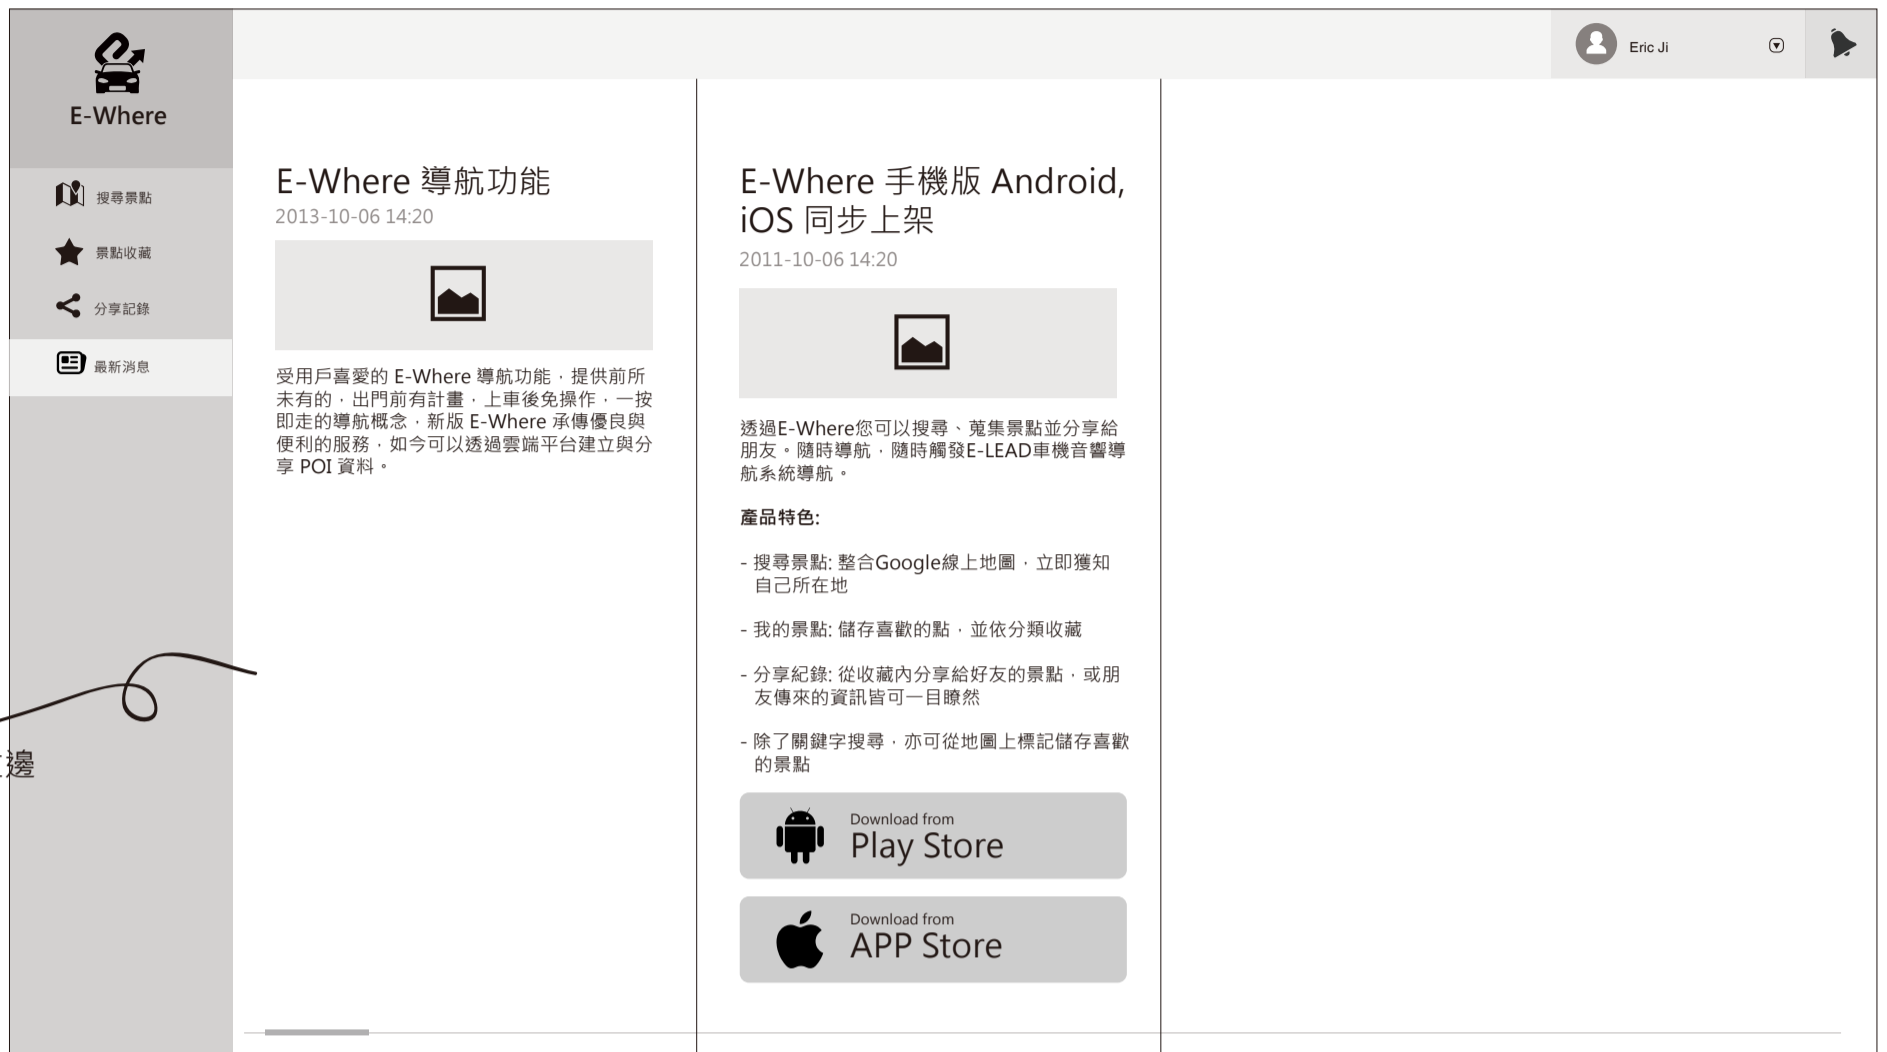 E-Where
Eric Ji
搜尋景點
景點收藏
分享記錄
最新消息
邊
E-Where 導航功能
2013-10-06 14:20
受用戶喜愛的 E-Where 導航功能，提供前所
未有的，出門前有計畫，上車後免操作，一按
即走的導航概念，新版 E-Where 承傳優良與
便利的服務，如今可以透過雲端平台建立與分
享 POI 資料。
E-Where 手機版 Android,
iOS 同步上架
2011-10-06 14:20
透過E-Where您可以搜尋、蒐集景點並分享給
朋友。隨時導航，隨時觸發E-LEAD車機音響導
航系統導航。
產品特色:
- 搜尋景點: 整合Google線上地圖，立即獲知
自己所在地
- 我的景點: 儲存喜歡的點，並依分類收藏
- 分享紀錄: 從收藏內分享給好友的景點，或朋
友傳來的資訊皆可一目瞭然
- 除了關鍵字搜尋，亦可從地圖上標記儲存喜歡
的景點
Download from
Play Store
Download from
APP Store